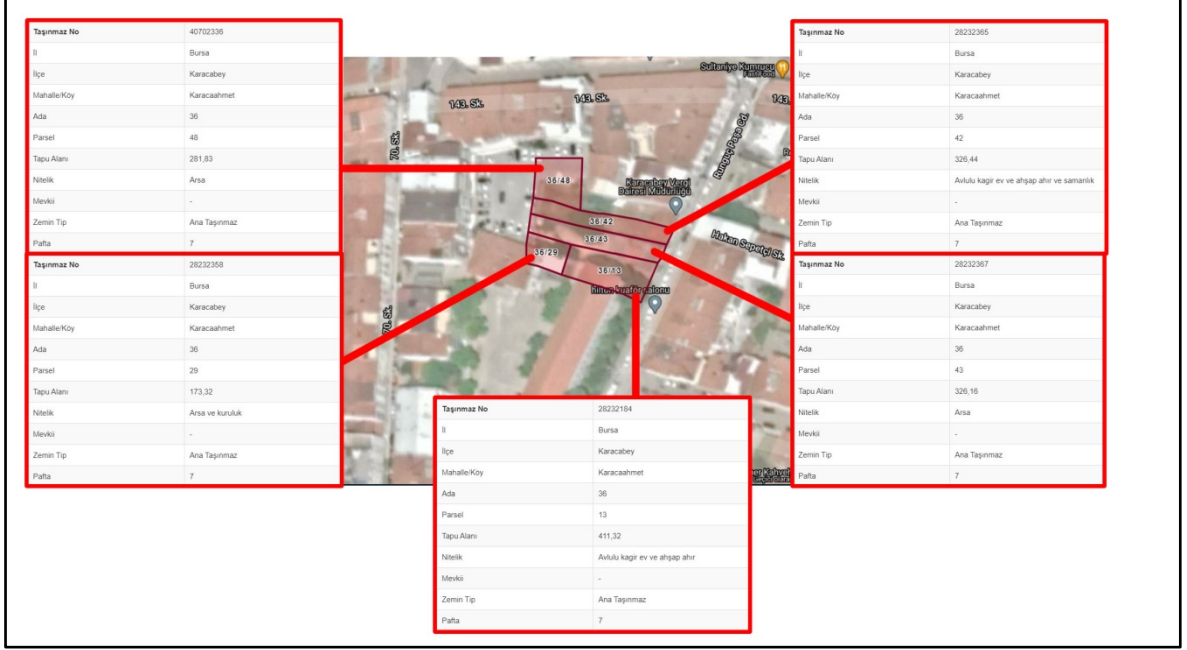 Taşınmaz No 40702336
İl Bursa
İlçe Karacabey
Mahalle/Köy Karacaahmet
Ada 36
Parsel 48
Tapu Alanı 281,83
Nitelik Arsa
Mevkii -
Zemin Tip Ana Taşınmaz
Pafta 7
Taşınmaz No 28232358
İl Bursa
İlçe Karacabey
Mahalle/Köy Karacaahmet
Ada 36
Parsel 29
Tapu Alanı 173,32
Nitelik Arsa ve kuruluk
Mevkii -
Zemin Tip Ana Taşınmaz
Pafta 7
Sultaniye Kumrucu
Fast Food
143. Sk.
143. Sk.
143.
70. Sk.
Runguç Paşa Cd.
36/48
Karacabey Vergi
Dairesi Müdürlüğü
36/42
36/43
Hakan Sepetçi Sk.
36/29
36/13
70. Sk.
Taşınmaz No 28232184
İl Bursa
İlçe Karacabey
Mahalle/Köy Karacaahmet
Ada 36
Parsel 13
Tapu Alanı 411,32
Nitelik Avlulu kagir ev ve ahşap ahır
Mevkii -
Zemin Tip Ana Taşınmaz
Pafta 7
Taşınmaz No 28232365
İl Bursa
İlçe Karacabey
Mahalle/Köy Karacaahmet
Ada 36
Parsel 42
Tapu Alanı 326,44
Nitelik Avlulu kagir ev ve ahşap ahır ve samanlık
Mevkii -
Zemin Tip Ana Taşınmaz
Pafta 7
Taşınmaz No 28232367
İl Bursa
İlçe Karacabey
Mahalle/Köy Karacaahmet
Ada 36
Parsel 43
Tapu Alanı 326,16
Nitelik Arsa
Mevkii -
Zemin Tip Ana Taşınmaz
Pafta 7